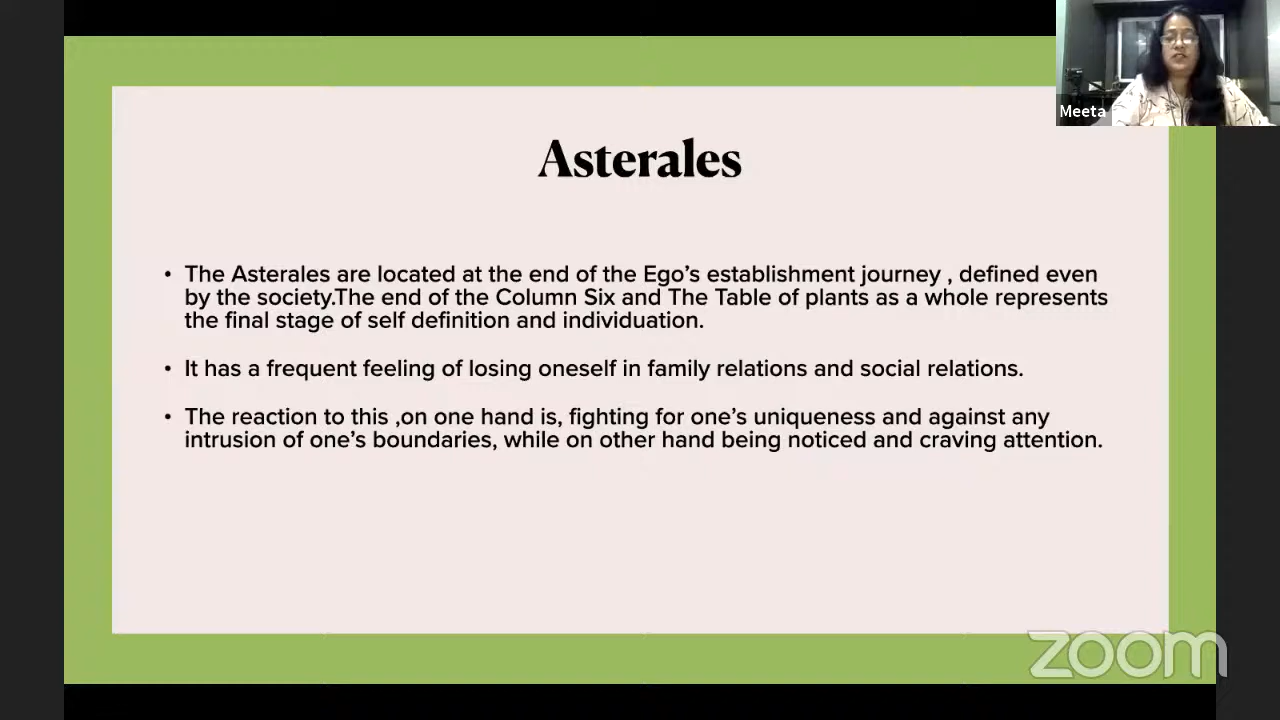 Meeta
Asterales
• The Asterales are located at the end of the Ego’s establishment journey , defined even
by the society.The end of the Column Six and The Table of plants as a whole represents
the final stage of self definition and individuation.
• It has a frequent feeling of losing oneself in family relations and social relations.
• The reaction to this ,on one hand is, fighting for one’s uniqueness and against any
intrusion of one’s boundaries, while on other hand being noticed and craving attention.
zoom